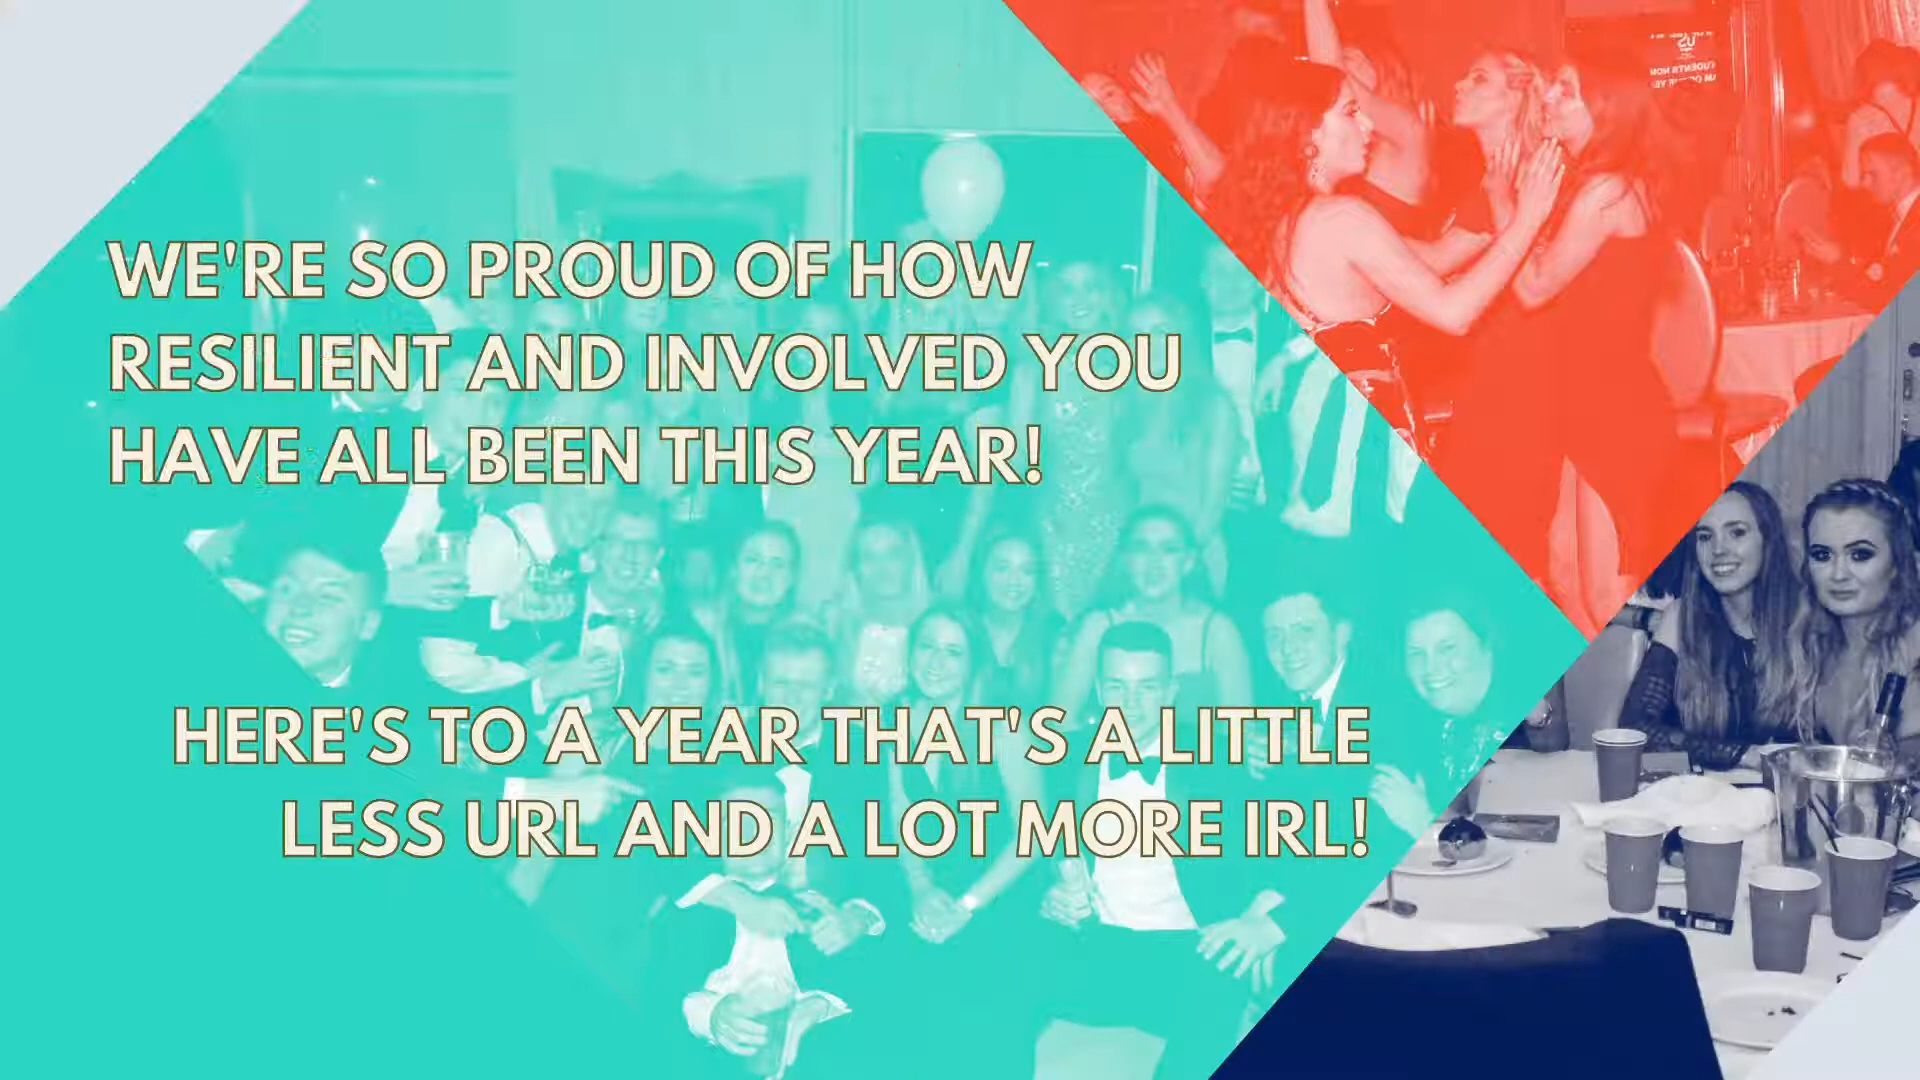 WE'RE SO PROUD OF HOW
RESILIENT AND INVOLVED YOU
HAVE ALL BEEN THIS YEAR!
HERE'S TO A YEAR THAT'S A LITTLE
LESS URL AND A LOT MORE IRL!